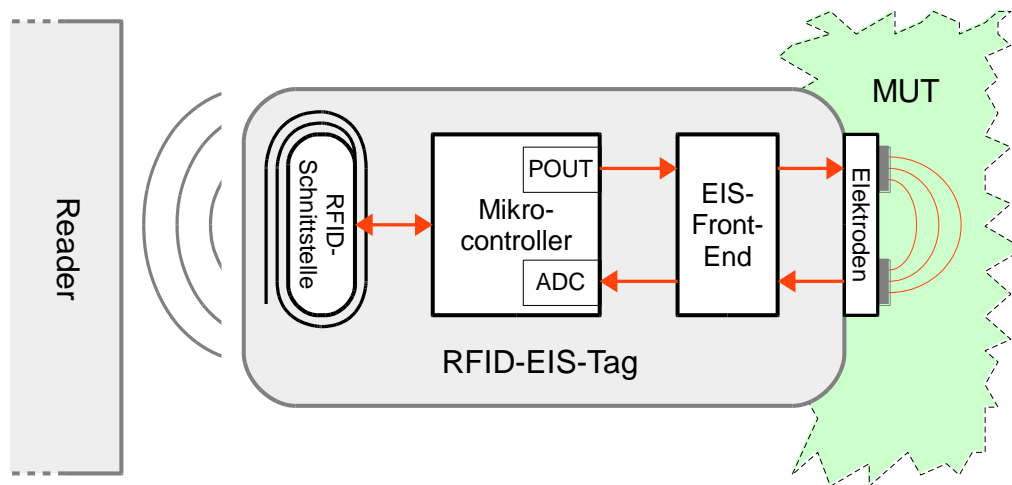 Reader
RFID-
Schnittstelle
Mikro-
controller
POUT
ADC
EIS-
Front-
End
Elektroden
MUT
RFID-EIS-Tag